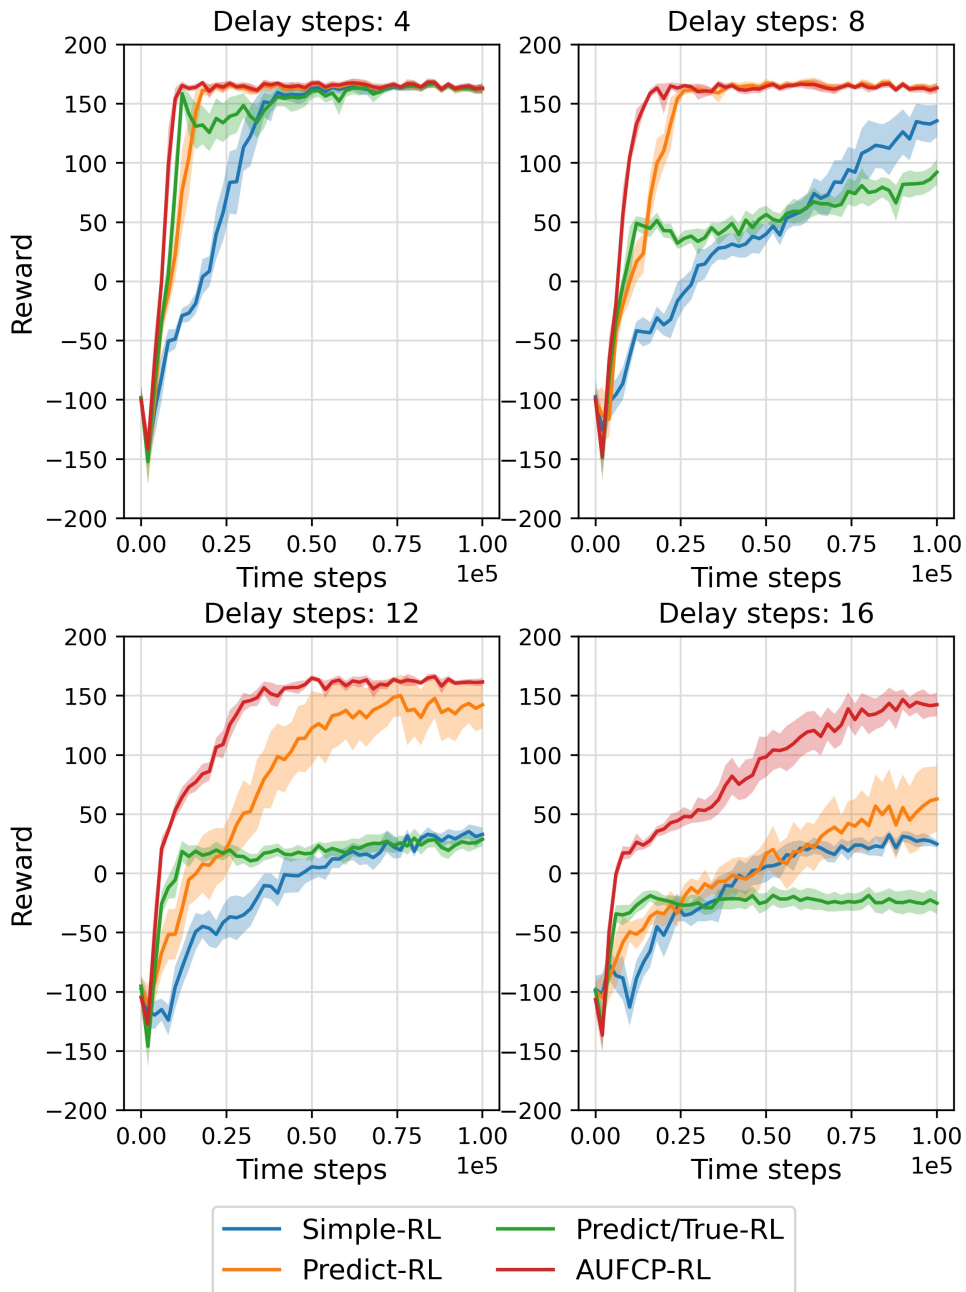 Delay steps: 4
200
150
100
50
0
−50
−100
−150
−200
Reward
0.00 0.25 0.50 0.75 1.00
Time steps 1e5
Delay steps: 8
200
150
100
50
0
−50
−100
−150
−200
0.00 0.25 0.50 0.75 1.00
Time steps 1e5
Delay steps: 12
200
150
100
50
0
−50
−100
−150
−200
Reward
0.00 0.25 0.50 0.75 1.00
Time steps 1e5
Delay steps: 16
200
150
100
50
0
−50
−100
−150
−200
0.00 0.25 0.50 0.75 1.00
Time steps 1e5
Simple-RL
Predict-RL
Predict/True-RL
AUFCP-RL